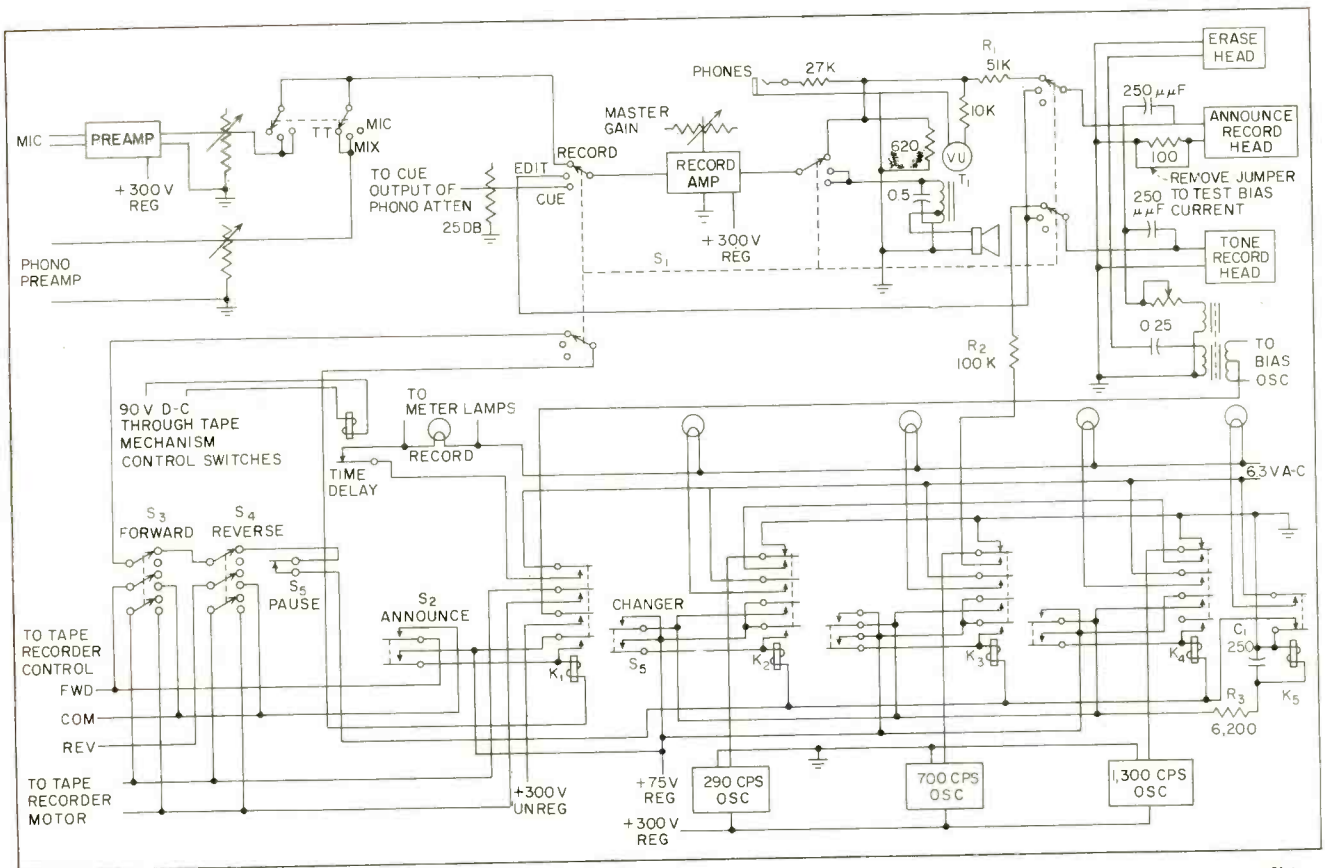 MIC
PREAMP
+300 V
REG
PHONO
PREAMP
TT
MIC
MIX
TO CUE
OUTPUT OF
PHONO ATTEN
25DB
EDIT
RECORD
CUE
MASTER
GAIN
RECORD
AMP
+300 V
REG
S1
PHONES
27K
R1
51K
10K
620
VU
T1
0.5
ERASE
HEAD
250 μμF
ANNOUNCE
RECORD
HEAD
100
REMOVE JUMPER
TO TEST BIAS
CURRENT
250
μμF
TONE
RECORD
HEAD
0.25
TO
BIAS
OSC
R2
100 K
90 V D-C
THROUGH TAPE
MECHANISM
CONTROL SWITCHES
TO
METER LAMPS
RECORD
TIME
DELAY
6.3 V A-C
S3
FORWARD
S4
REVERSE
S5
PAUSE
S2
ANNOUNCE
K1
CHANGER
S5
K2
K3
K4
C1
250
K5
R3
6,200
TO TAPE
RECORDER
CONTROL
FWD
COM
REV
TO TAPE
RECORDER
MOTOR
+300 V
UNREG
+75 V
REG
+300 V
REG
290 CPS
OSC
700 CPS
OSC
1,300 CPS
OSC